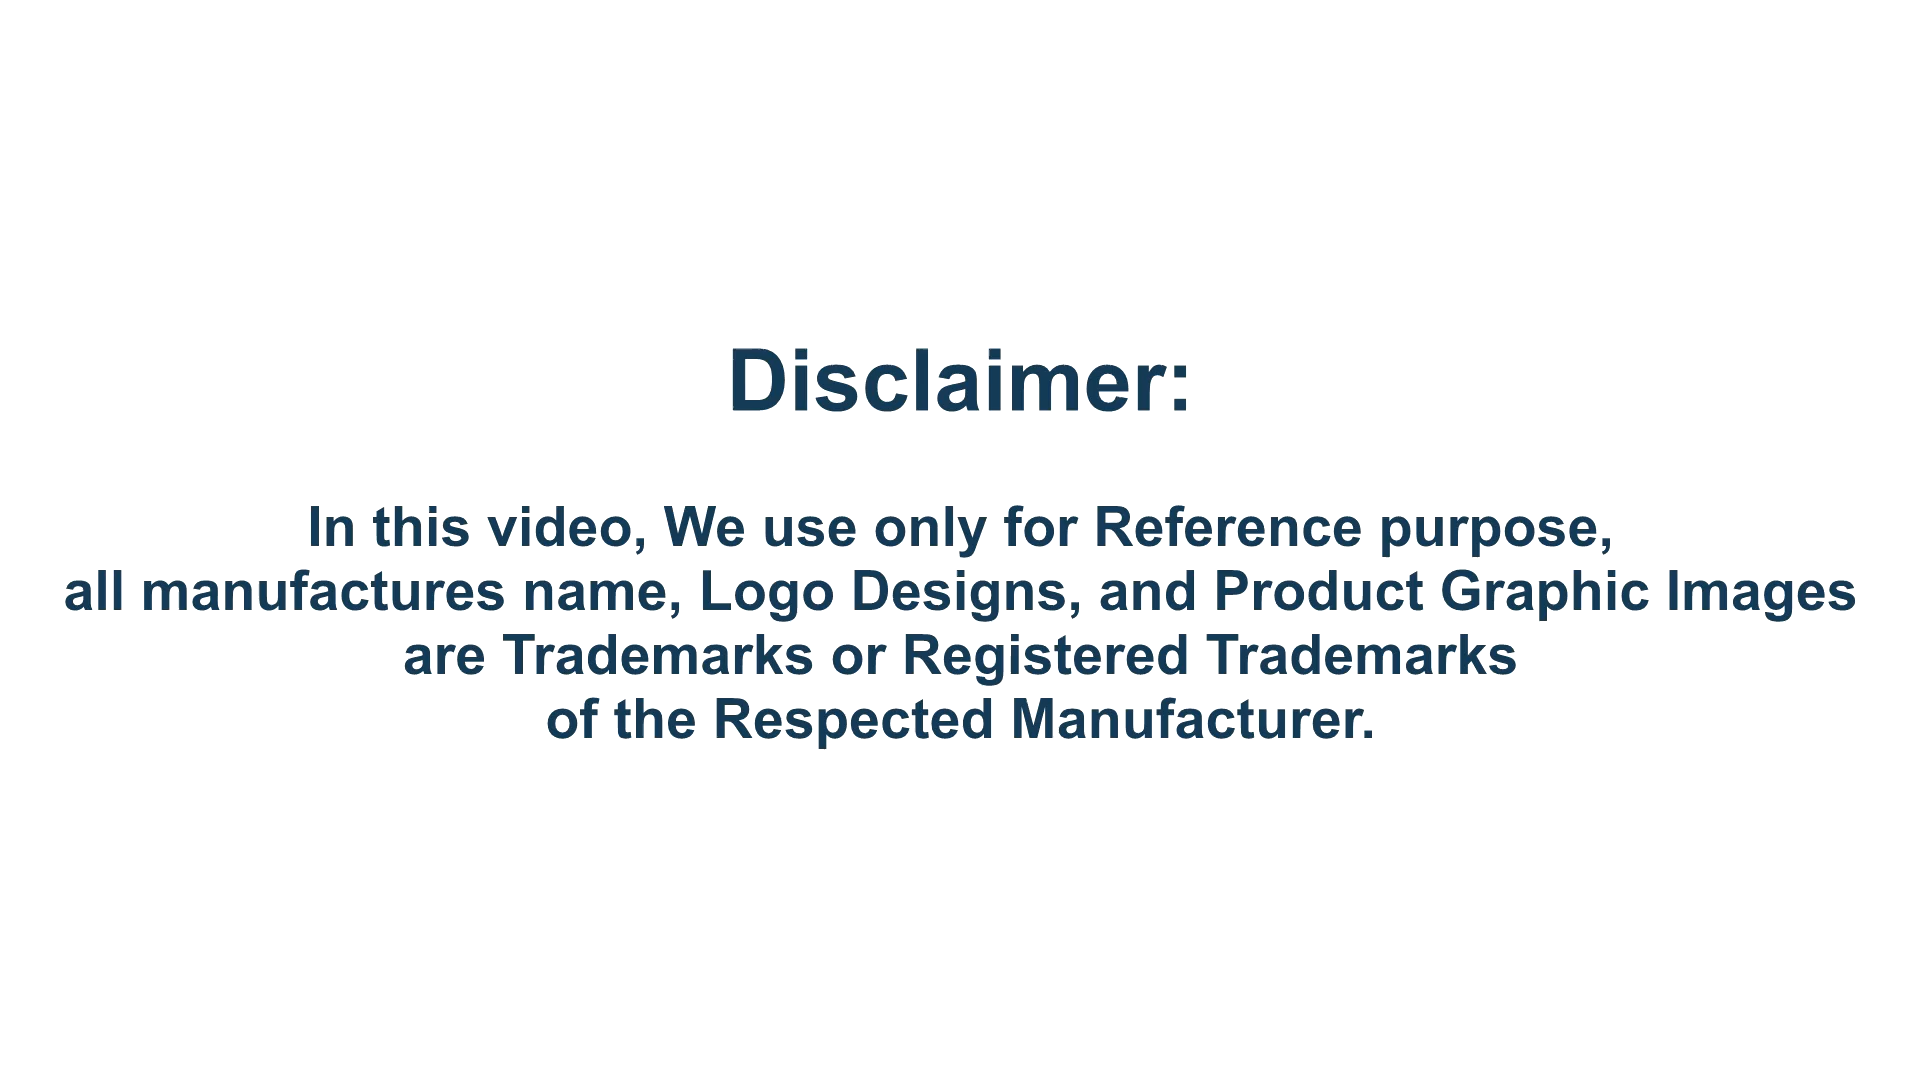 Disclaimer:
In this video, We use only for Reference purpose,
all manufactures name, Logo Designs, and Product Graphic Images
are Trademarks or Registered Trademarks
of the Respected Manufacturer.